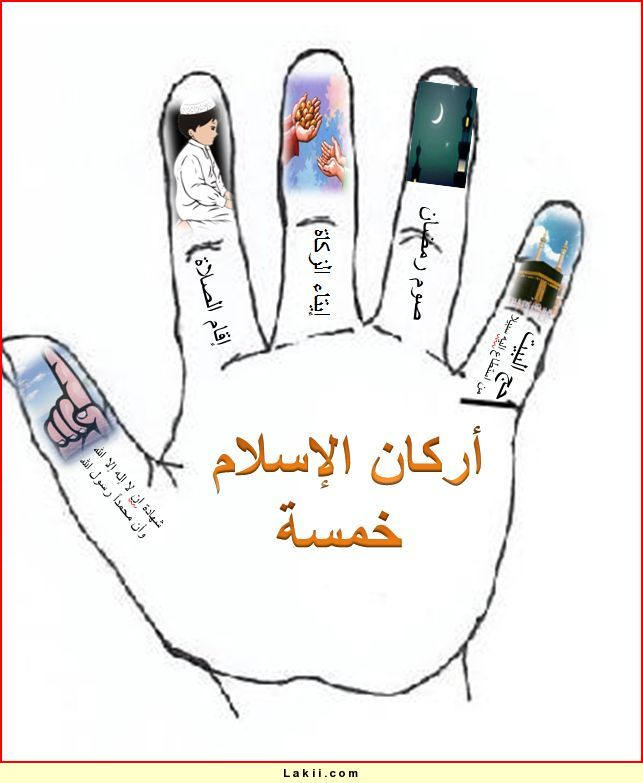 أركان الإسلام
خمسة
شهادة إن لا إله إلا الله
وأن محمداً رسول الله
إقام الصلاة
إيتاء الزكاة
صوم رمضان
حج البيت
من استطاع إليه سبيلا
Lakii.com